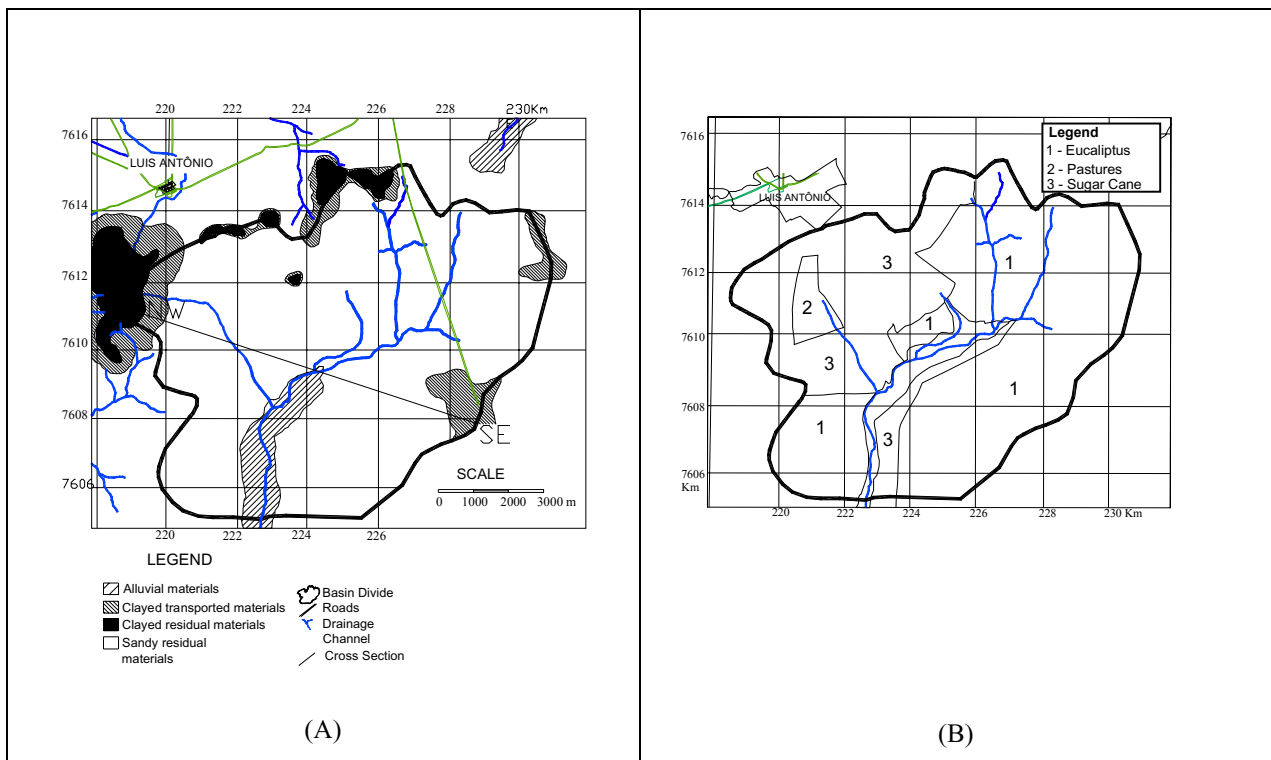 220 222 224 226 228 230Km
7616
LUIS ANTÔNIO
7614
7612
NW
7610
7608
SE
SCALE
7606
0 1000 2000 3000 m
220 222 224 226
LEGEND
Alluvial materials
Clayed transported materials
Clayed residual materials
Sandy residual
materials
Basin Divide
Roads
Drainage
Channel
Cross Section
(A)
7616
Legend
1 - Eucaliptus
2 - Pastures
3 - Sugar Cane
LUIS ANTÔNIO
7614
3
1
7612
2
1
7610
3
1
7608
1
3
7606
Km
220 222 224 226 228 230 Km
(B)